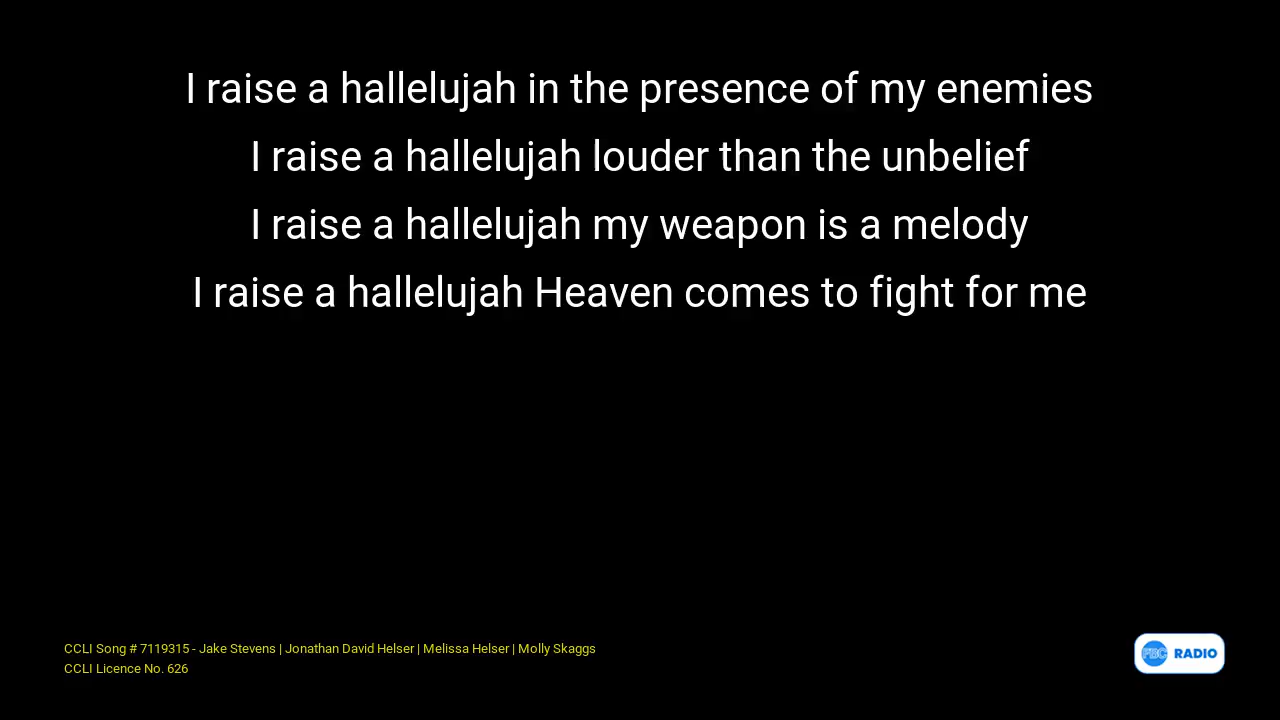 I raise a hallelujah in the presence of my enemies
I raise a hallelujah louder than the unbelief
I raise a hallelujah my weapon is a melody
I raise a hallelujah Heaven comes to fight for me
CCLI Song # 7119315 - Jake Stevens | Jonathan David Helser | Melissa Helser | Molly Skaggs
CCLI Licence No. 626
FBC RADIO